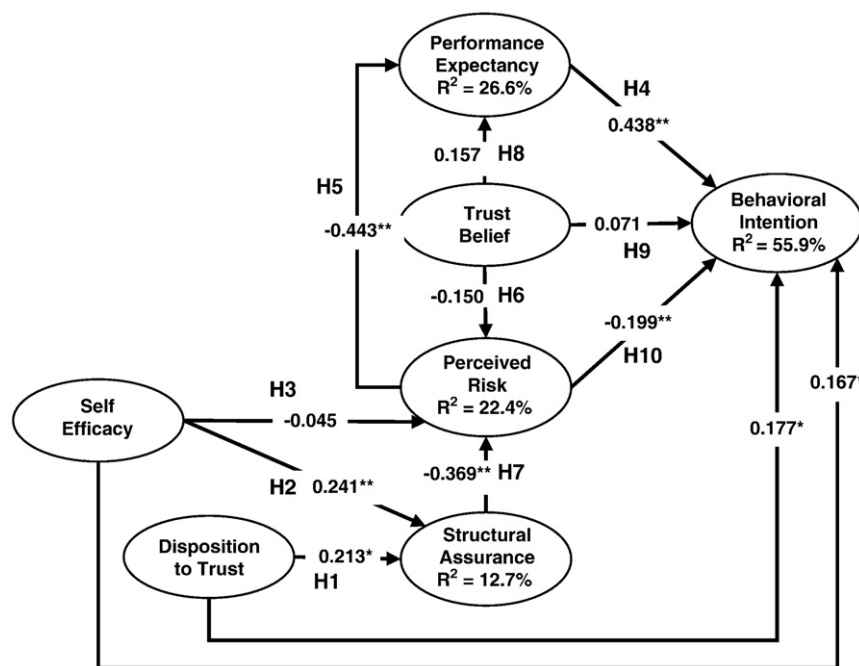 Performance
Expectancy
R² = 26.6%
H4
0.438**
0.157 H8
H5
Behavioral
Intention
R² = 55.9%
Trust
Belief
0.071
H9
-0.443**
-0.150 H6
-0.199**
H10
Perceived
Risk
R² = 22.4%
H3
-0.045
Self
Efficacy
0.167*
0.177*
-0.369** H7
H2 0.241**
Structural
Assurance
R² = 12.7%
Disposition
to Trust
0.213*
H1